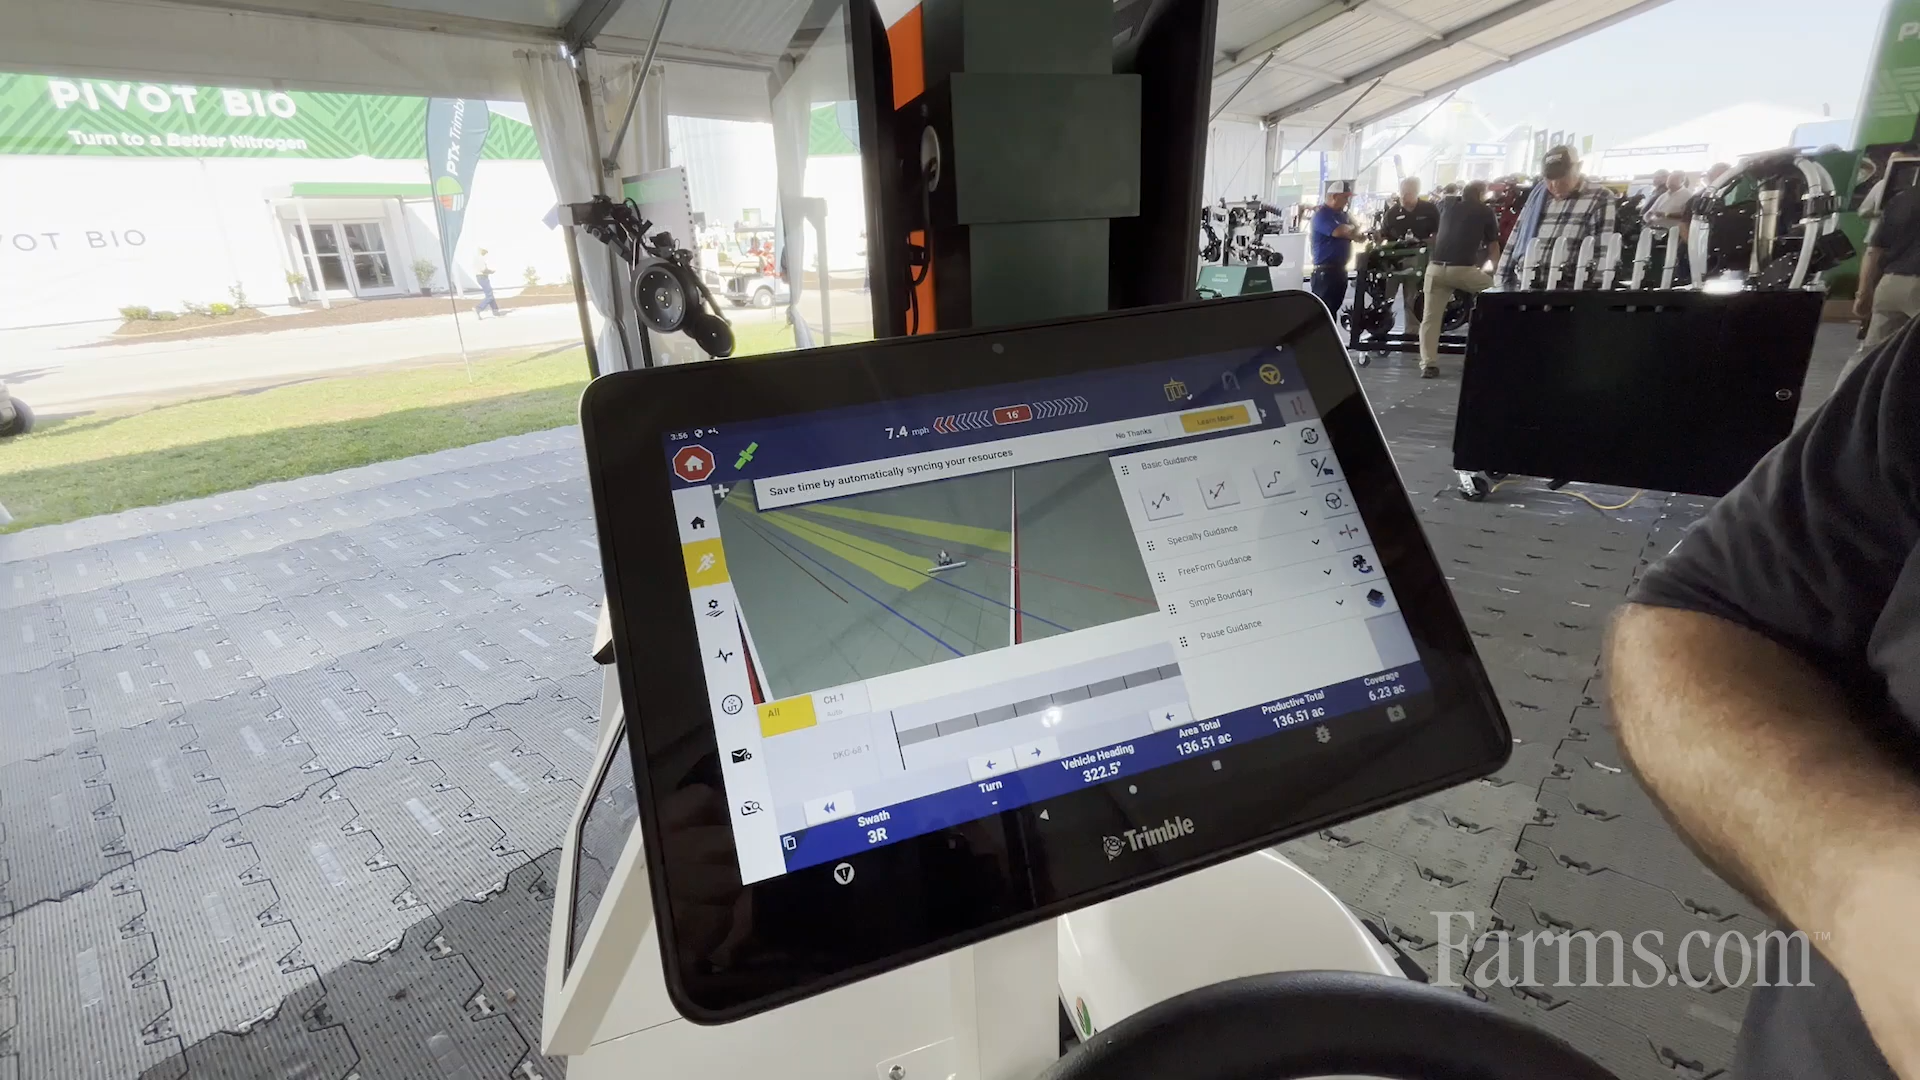 PIVOT BIO
Turn to a Better Nitrogen
PTx Trimble
OT BIO
3:56
7.4 mph
16'
Save time by automatically syncing your resources
No Thanks
Learn More
Basic Guidance
Specialty Guidance
FreeForm Guidance
Simple Boundary
Pause Guidance
All
CH.1
Auto
Swath
3R
Turn
-
Vehicle Heading
322.5°
Area Total
136.51 ac
Productive Total
136.51 ac
Coverage
6.23 ac
Trimble
Farms.com™